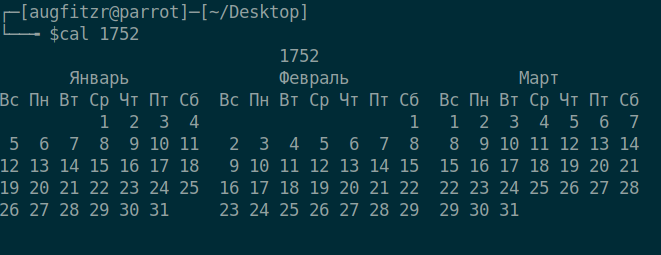 ┌─[augfitzr@parrot]─[~/Desktop]
└──╼ $cal 1752
                            1752
       Январь               Февраль                 Март
Вс Пн Вт Ср Чт Пт Сб  Вс Пн Вт Ср Чт Пт Сб  Вс Пн Вт Ср Чт Пт Сб
          1  2  3  4                     1   1  2  3  4  5  6  7
 5  6  7  8  9 10 11   2  3  4  5  6  7  8   8  9 10 11 12 13 14
12 13 14 15 16 17 18   9 10 11 12 13 14 15  15 16 17 18 19 20 21
19 20 21 22 23 24 25  16 17 18 19 20 21 22  22 23 24 25 26 27 28
26 27 28 29 30 31     23 24 25 26 27 28 29  29 30 31